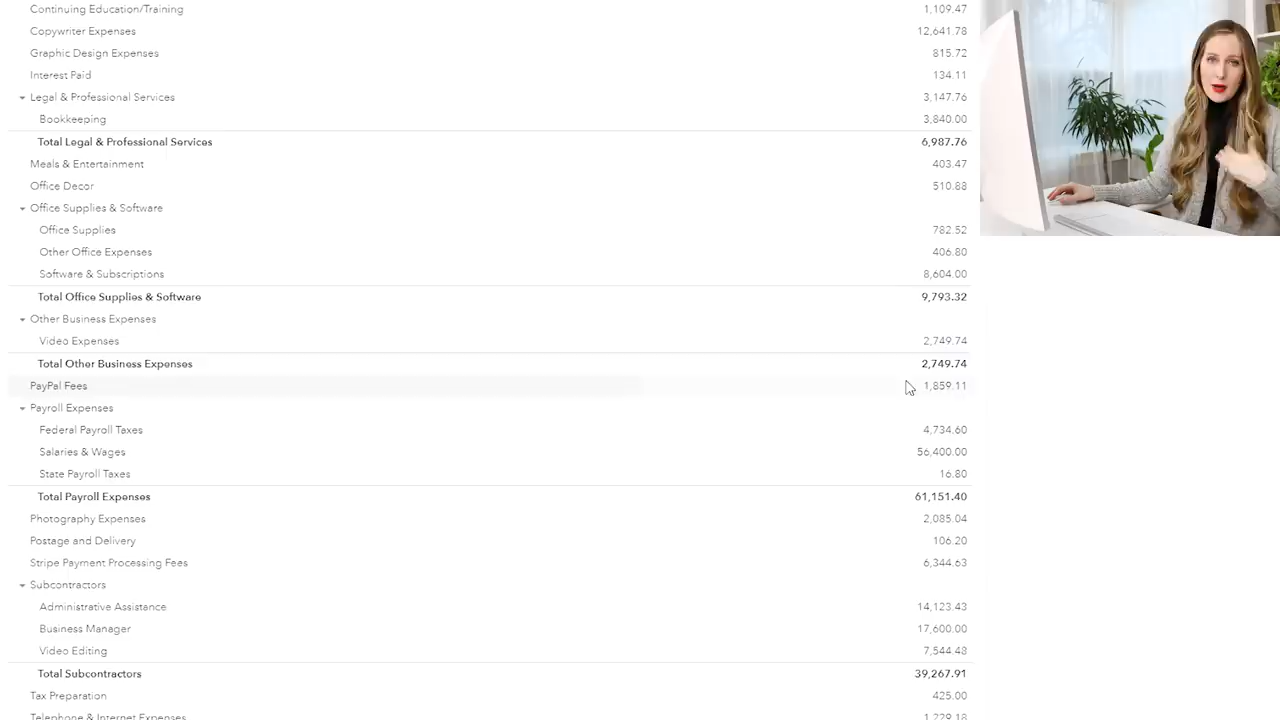 Continuing Education/Training 1,109.47
Copywriter Expenses 12,641.78
Graphic Design Expenses 815.72
Interest Paid 134.11
Legal & Professional Services 3,147.76
Bookkeeping 3,840.00
Total Legal & Professional Services 6,987.76
Meals & Entertainment 403.47
Office Decor 510.88
Office Supplies & Software
Office Supplies 782.52
Other Office Expenses 406.80
Software & Subscriptions 8,604.00
Total Office Supplies & Software 9,793.32
Other Business Expenses
Video Expenses 2,749.74
Total Other Business Expenses 2,749.74
PayPal Fees 1,859.11
Payroll Expenses
Federal Payroll Taxes 4,734.60
Salaries & Wages 56,400.00
State Payroll Taxes 16.80
Total Payroll Expenses 61,151.40
Photography Expenses 2,085.04
Postage and Delivery 106.20
Stripe Payment Processing Fees 6,344.63
Subcontractors
Administrative Assistance 14,123.43
Business Manager 17,600.00
Video Editing 7,544.48
Total Subcontractors 39,267.91
Tax Preparation 425.00
Telephone & Internet Expenses 1,229.18